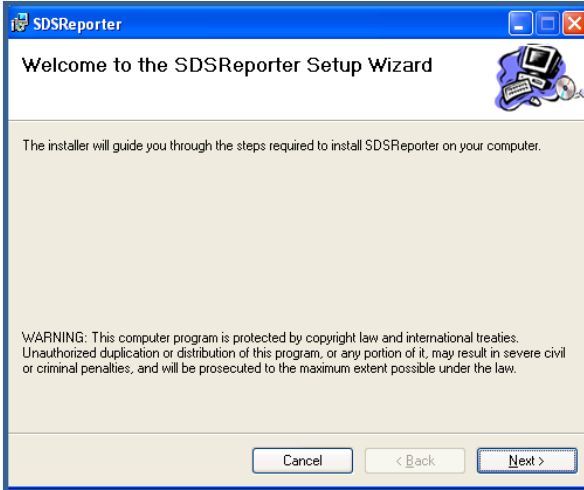 SDSReporter
Welcome to the SDSReporter Setup Wizard
The installer will guide you through the steps required to install SDSReporter on your computer.
WARNING: This computer program is protected by copyright law and international treaties.
Unauthorized duplication or distribution of this program, or any portion of it, may result in severe civil
or criminal penalties, and will be prosecuted to the maximum extent possible under the law.
Cancel
< Back
Next >